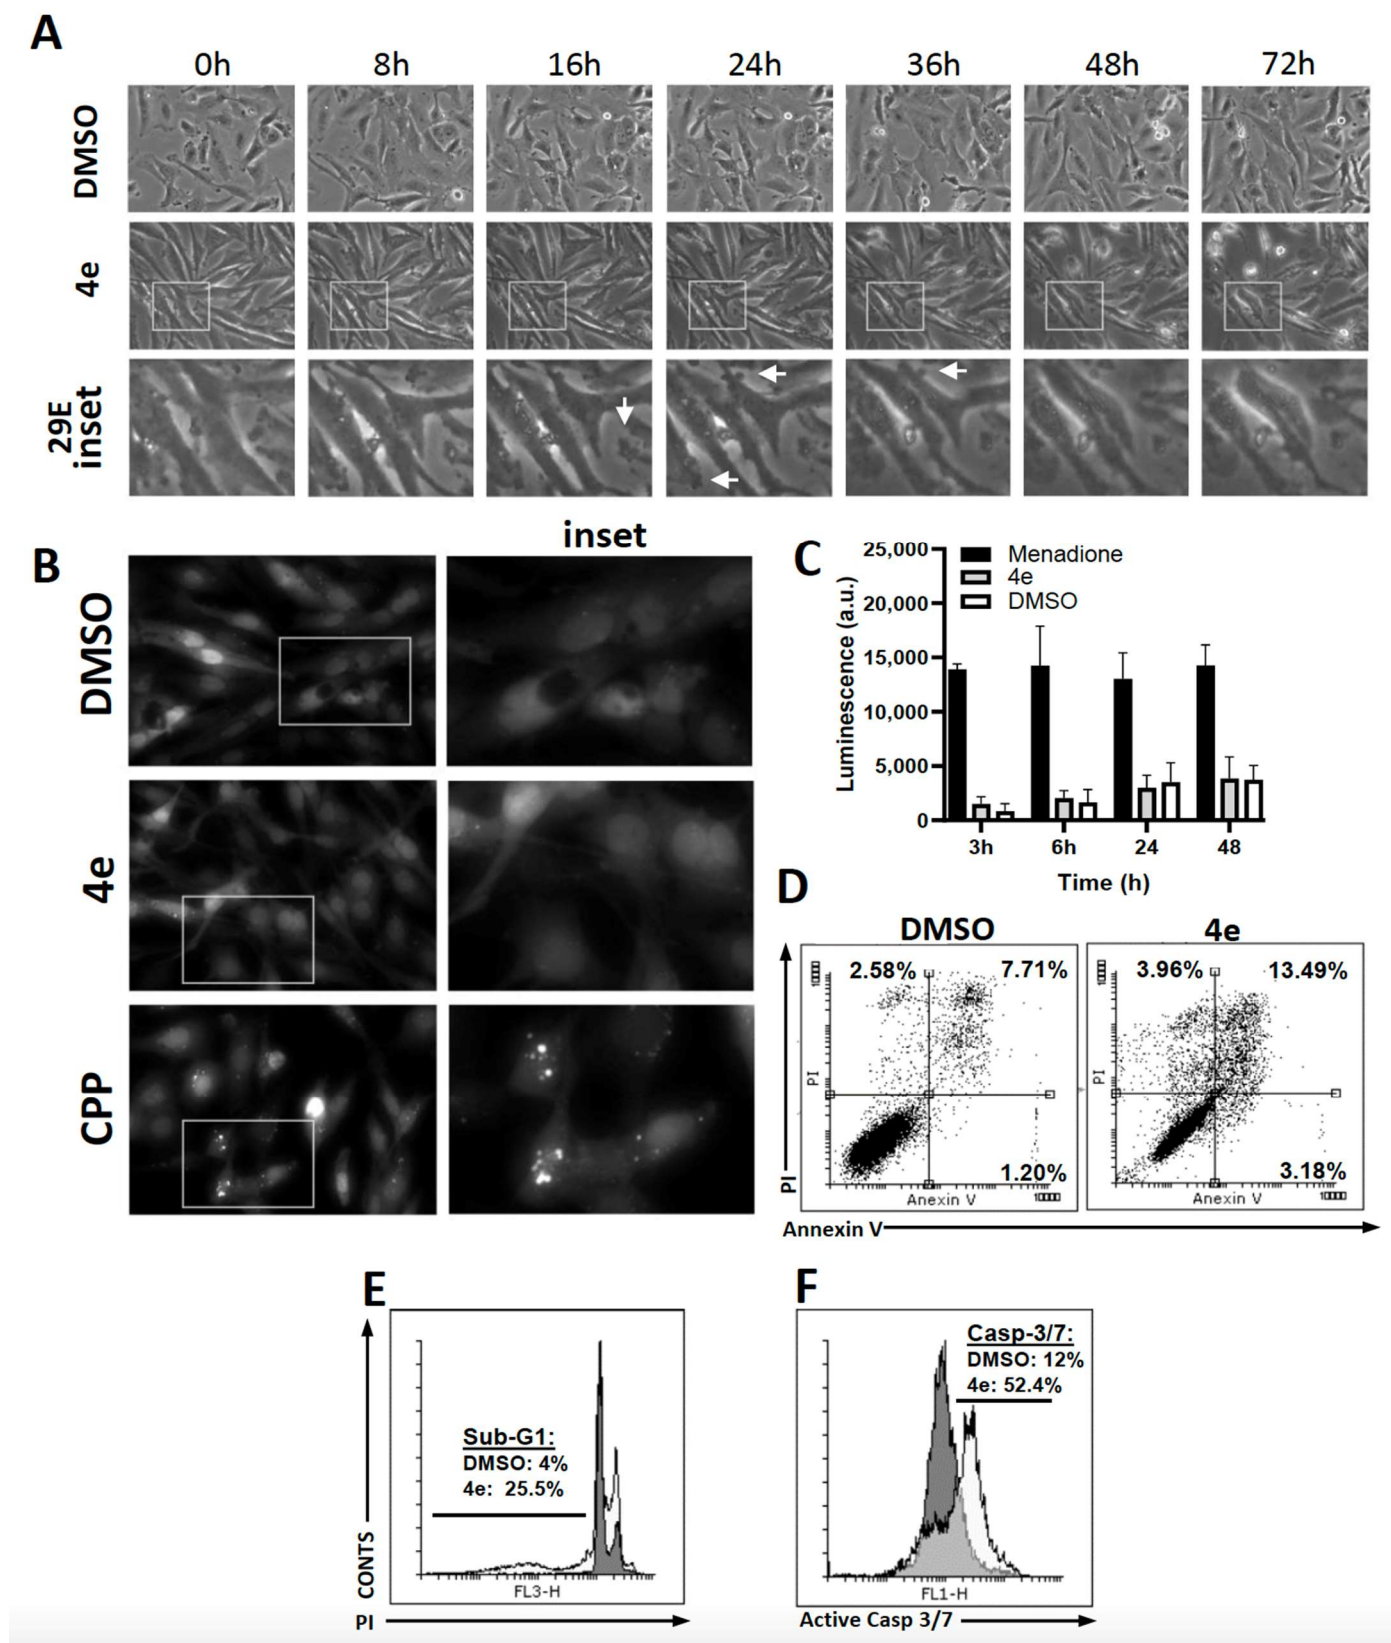 A
0h 8h 16h 24h 36h 48h 72h
DMSO
4e
29E
inset
B
inset
DMSO
4e
CPP
C
25,000
20,000
15,000
10,000
5,000
0
Luminescence (a.u.)
Menadione
4e
DMSO
3h 6h 24 48
Time (h)
D
DMSO 4e
2.58% 7.71%
1.20%
PI
Anexin V
3.96% 13.49%
3.18%
PI
Anexin V
PI
Annexin V
E
Sub-G1:
DMSO: 4%
4e: 25.5%
FL3-H
CONTS
PI
F
Casp-3/7:
DMSO: 12%
4e: 52.4%
FL1-H
Active Casp 3/7